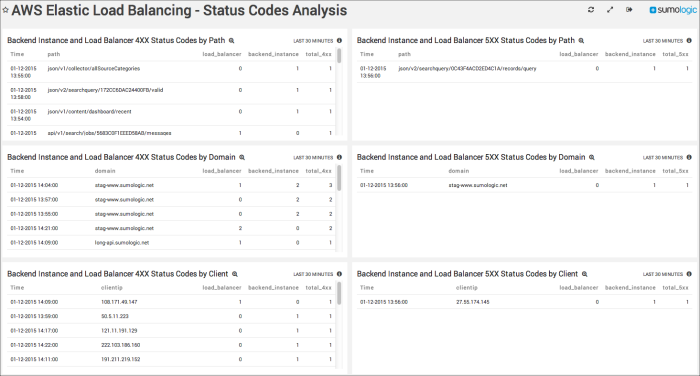 AWS Elastic Load Balancing - Status Codes Analysis
sumologic
Backend Instance and Load Balancer 4XX Status Codes by Path LAST 30 MINUTES
Time path load_balancer backend_instance total_4xx
01-12-2015 13:55:00 json/v1/collector/allSourceCategories 0 1 1
01-12-2015 13:58:00 json/v2/searchquery/172CC6DAC24400FB/valid 0 1 1
01-12-2015 13:54:00 json/v1/content/dashboard/recent 0 1 1
01-12-2015 api/v1/search/jobs/5683C0F1EEED5BAB/messages 1 0 1
Backend Instance and Load Balancer 5XX Status Codes by Path LAST 30 MINUTES
Time path load_balancer backend_instance total_5xx
01-12-2015 13:56:00 json/v2/searchquery/0C43F4ACD2ED4C1A/records/query 0 1 1
Backend Instance and Load Balancer 4XX Status Codes by Domain LAST 30 MINUTES
Time domain load_balancer backend_instance total_4xx
01-12-2015 14:04:00 stag-www.sumologic.net 1 2 3
01-12-2015 13:57:00 stag-www.sumologic.net 0 2 2
01-12-2015 13:55:00 stag-www.sumologic.net 0 2 2
01-12-2015 14:21:00 stag-www.sumologic.net 2 0 2
01-12-2015 14:09:00 long-api.sumologic.net 1 0 1
Backend Instance and Load Balancer 5XX Status Codes by Domain LAST 30 MINUTES
Time domain load_balancer backend_instance total_5xx
01-12-2015 13:56:00 stag-www.sumologic.net 0 1 1
Backend Instance and Load Balancer 4XX Status Codes by Client LAST 30 MINUTES
Time clientip load_balancer backend_instance total_4xx
01-12-2015 14:09:00 108.171.49.147 1 0 1
01-12-2015 13:59:00 50.5.11.223 0 1 1
01-12-2015 14:17:00 121.11.191.129 0 1 1
01-12-2015 14:22:00 222.103.186.160 0 1 1
01-12-2015 14:11:00 191.211.219.152 0 1 1
Backend Instance and Load Balancer 5XX Status Codes by Client LAST 30 MINUTES
Time clientip load_balancer backend_instance total_5xx
01-12-2015 13:56:00 27.55.174.145 0 1 1